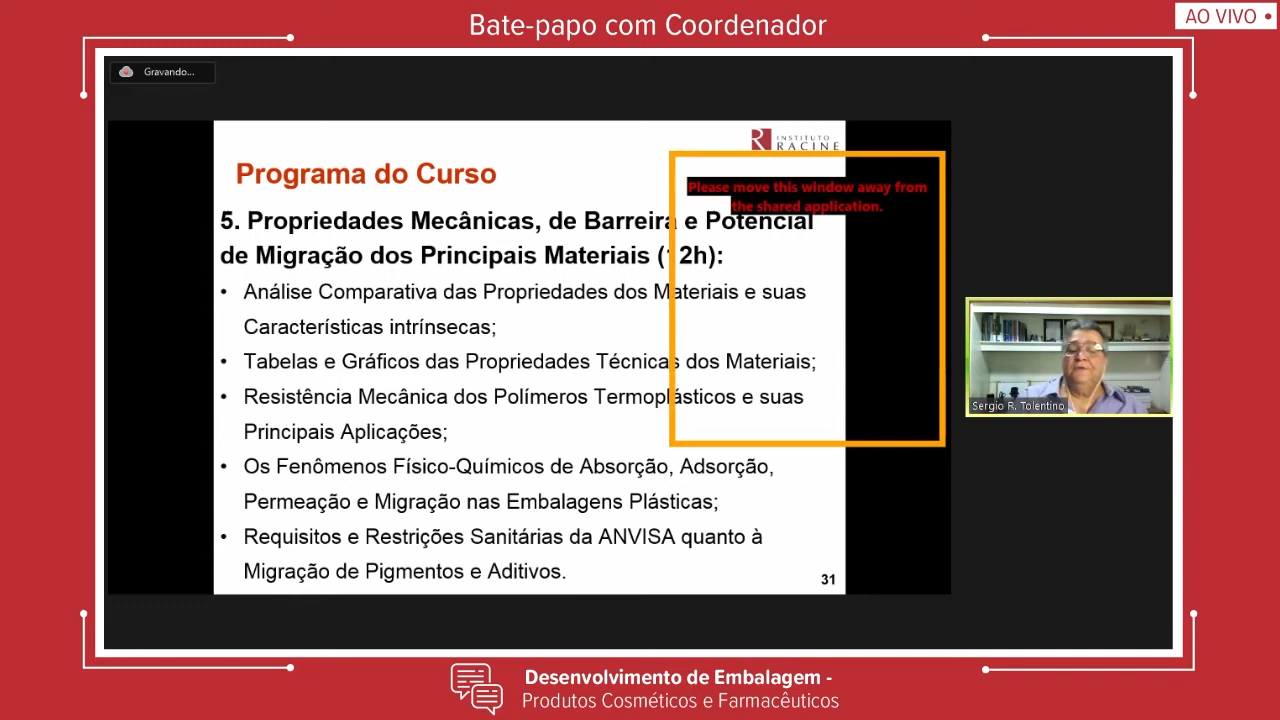 Bate-papo com Coordenador
AO VIVO
Gravando...
INSTITUTO
RACINE
Programa do Curso
Please move this window away from
the shared application.
5. Propriedades Mecânicas, de Barreira e Potencial
de Migração dos Principais Materiais (12h):
• Análise Comparativa das Propriedades dos Materiais e suas
Características intrínsecas;
• Tabelas e Gráficos das Propriedades Técnicas dos Materiais;
• Resistência Mecânica dos Polímeros Termoplásticos e suas
Principais Aplicações;
• Os Fenômenos Físico-Químicos de Absorção, Adsorção,
Permeação e Migração nas Embalagens Plásticas;
• Requisitos e Restrições Sanitárias da ANVISA quanto à
Migração de Pigmentos e Aditivos.
31
Sergio R. Tolentino
Desenvolvimento de Embalagem -
Produtos Cosméticos e Farmacêuticos